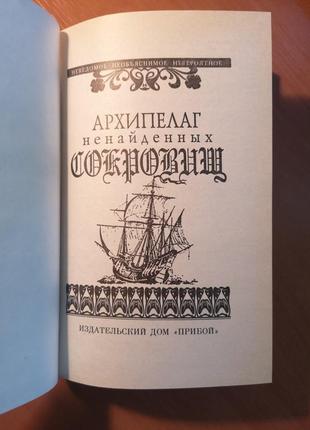 НЕВЕДОМОЕ НЕОБЪЯСНИМОЕ НЕВЕРОЯТНОЕ
АРХИПЕЛАГ
ненайденных
СОКРОВИЩ
ИЗДАТЕЛЬСКИЙ ДОМ «ПРИБОЙ»